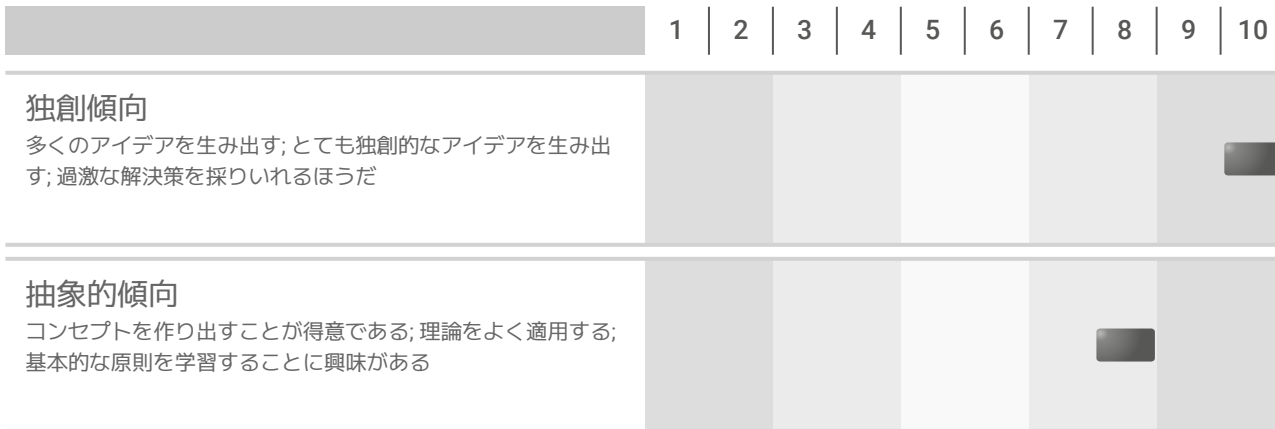 1 2 3 4 5 6 7 8 9 10
独創傾向
多くのアイデアを生み出す; とても独創的なアイデアを生み出
す; 過激な解決策を採りいれるほうだ
抽象的傾向
コンセプトを作り出すことが得意である; 理論をよく適用する;
基本的な原則を学習することに興味がある